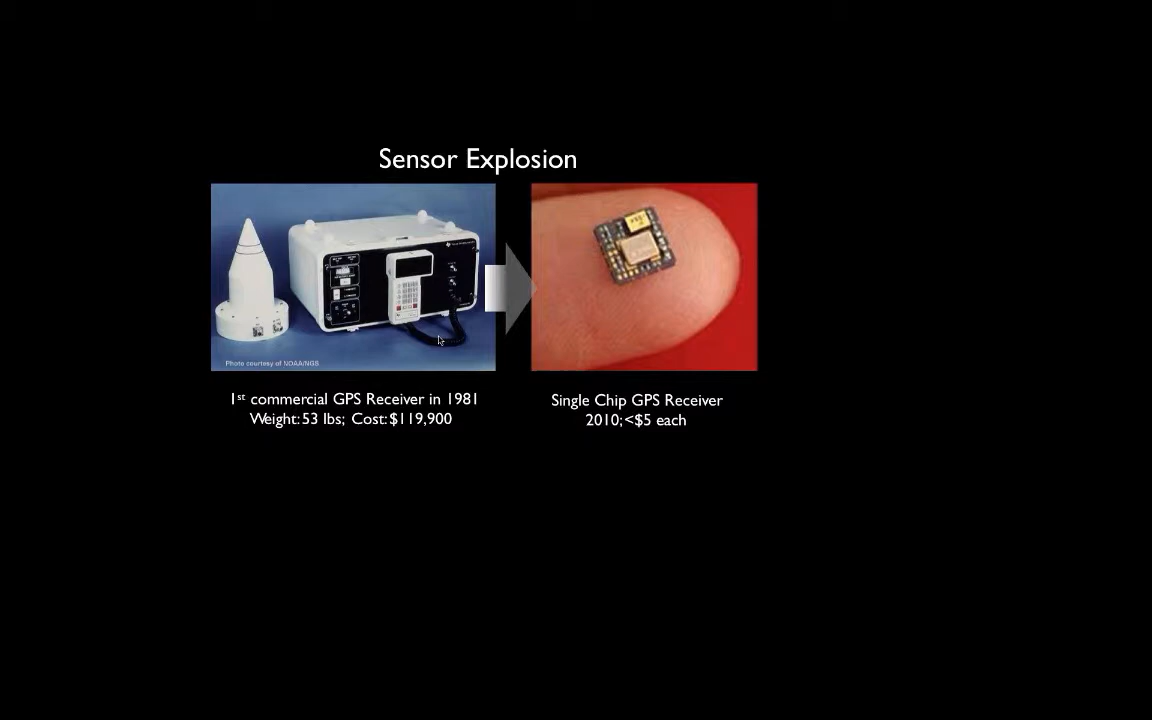 Sensor Explosion
Photo courtesy of NOAA/NGS
1st commercial GPS Receiver in 1981
Weight: 53 lbs; Cost: $119,900
Single Chip GPS Receiver
2010; <$5 each